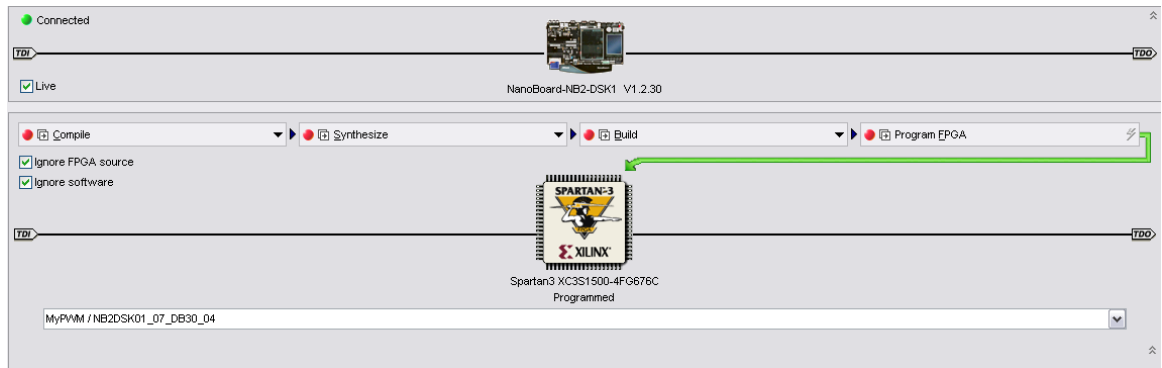 Connected
TDI
TDO
Live
NanoBoard-NB2-DSK1 V1.2.30
Compile
Synthesize
Build
Program FPGA
Ignore FPGA source
Ignore software
SPARTAN-3
XILINX
TDI
TDO
Spartan3 XC3S1500-4FG676C
Programmed
MyPWM / NB2DSK01_07_DB30_04